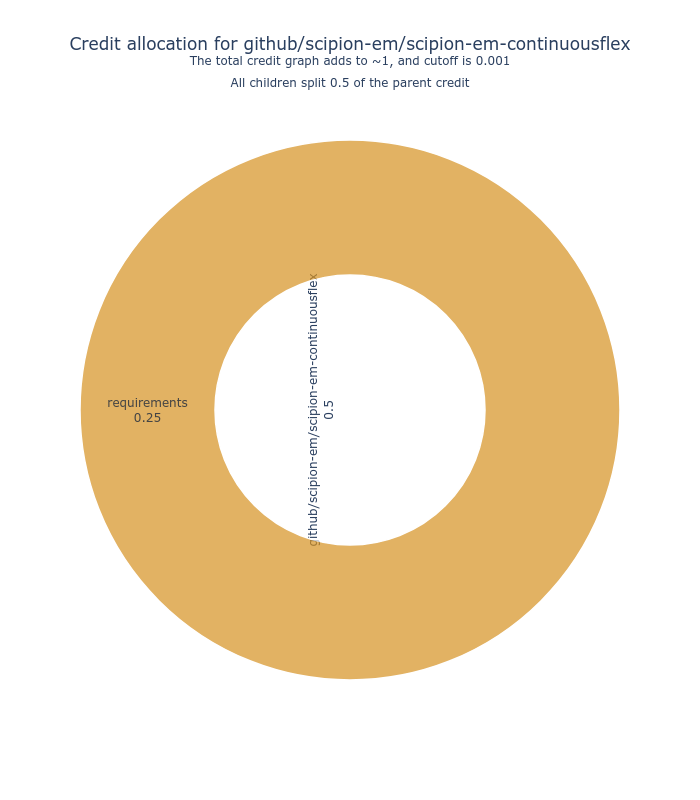 Credit allocation for github/scipion-em/scipion-em-continuousflex
The total credit graph adds to ~1, and cutoff is 0.001
All children split 0.5 of the parent credit
requirements
0.25
github/scipion-em/scipion-em-continuousflex
0.5